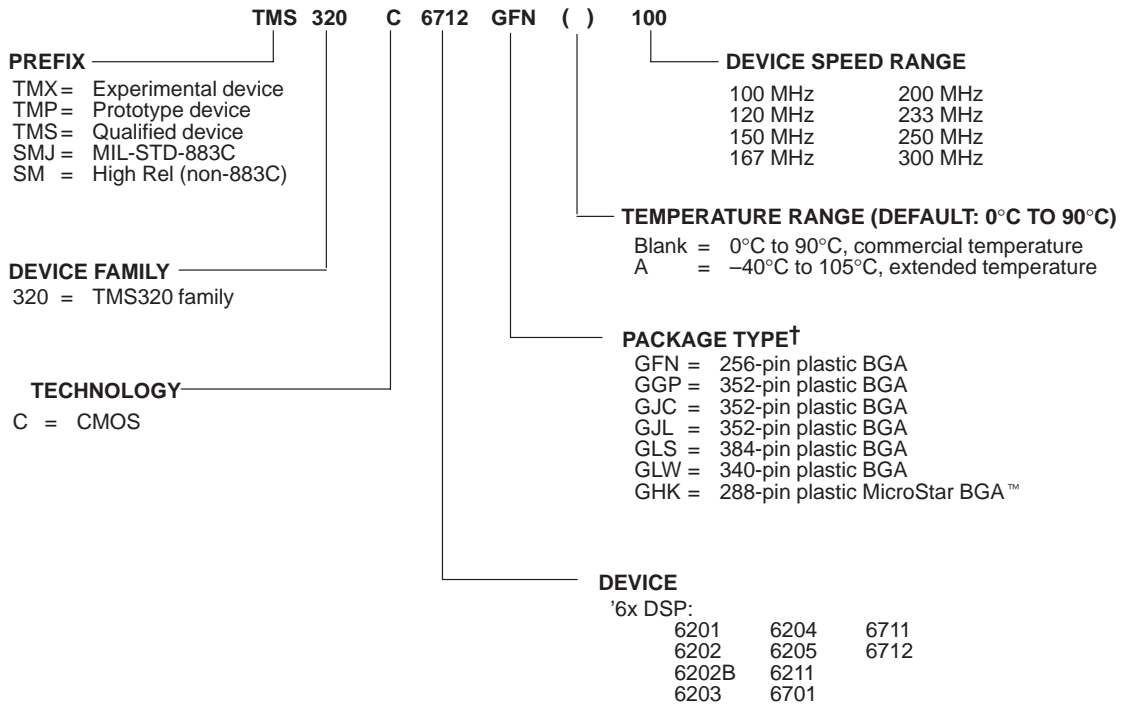 TMS 320 C 6712 GFN ( ) 100
PREFIX
TMX = Experimental device
TMP = Prototype device
TMS = Qualified device
SMJ = MIL-STD-883C
SM = High Rel (non-883C)
DEVICE SPEED RANGE
100 MHz 200 MHz
120 MHz 233 MHz
150 MHz 250 MHz
167 MHz 300 MHz
TEMPERATURE RANGE (DEFAULT: 0°C TO 90°C)
Blank = 0°C to 90°C, commercial temperature
A = –40°C to 105°C, extended temperature
DEVICE FAMILY
320 = TMS320 family
PACKAGE TYPE†
GFN = 256-pin plastic BGA
GGP = 352-pin plastic BGA
GJC = 352-pin plastic BGA
GJL = 352-pin plastic BGA
GLS = 384-pin plastic BGA
GLW = 340-pin plastic BGA
GHK = 288-pin plastic MicroStar BGA™
TECHNOLOGY
C = CMOS
DEVICE
'6x DSP:
6201 6204 6711
6202 6205 6712
6202B 6211
6203 6701